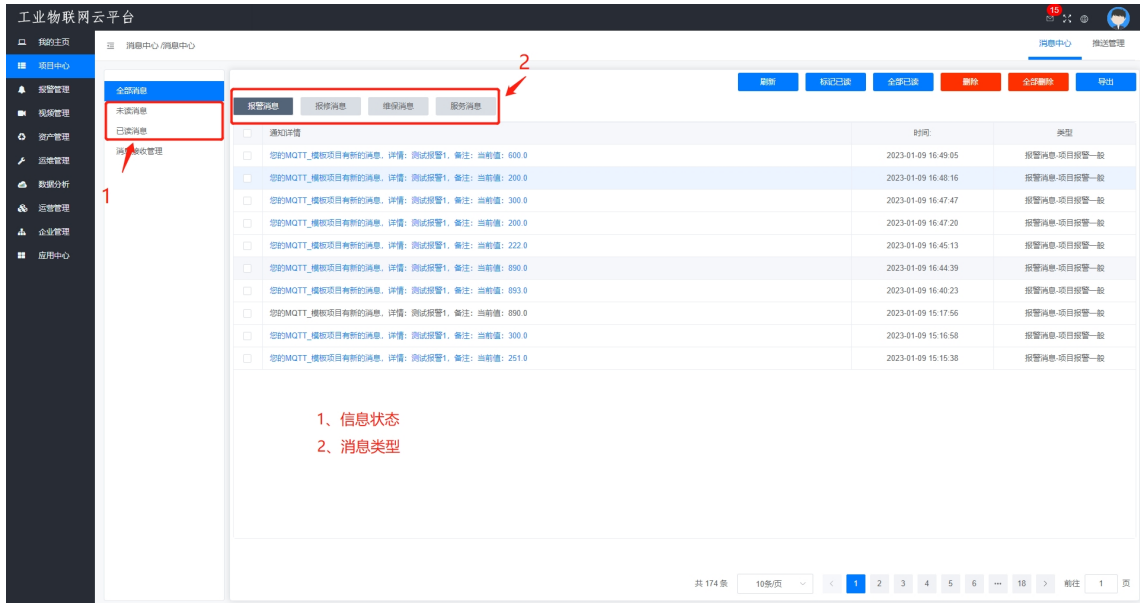 工业物联网云平台
15
我的主页
消息中心 /消息中心
消息中心 推送管理
项目中心
报警管理
视频管理
资产管理
运维管理
数据分析
运营管理
企业管理
应用中心
全部消息
未读消息
已读消息
消息接收管理
1
2
刷新 标记已读 全部已读 删除 全部删除 导出
报警消息 报修消息 维保消息 服务消息
通知详情 时间 类型
您的MQTT_模板项目有新的消息, 详情: 测试报警1, 备注: 当前值: 600.0 2023-01-09 16:49:05 报警消息-项目报警—般
您的MQTT_模板项目有新的消息, 详情: 测试报警1, 备注: 当前值: 200.0 2023-01-09 16:48:16 报警消息-项目报警—般
您的MQTT_模板项目有新的消息, 详情: 测试报警1, 备注: 当前值: 300.0 2023-01-09 16:47:47 报警消息-项目报警—般
您的MQTT_模板项目有新的消息, 详情: 测试报警1, 备注: 当前值: 200.0 2023-01-09 16:47:20 报警消息-项目报警—般
您的MQTT_模板项目有新的消息, 详情: 测试报警1, 备注: 当前值: 222.0 2023-01-09 16:45:13 报警消息-项目报警—般
您的MQTT_模板项目有新的消息, 详情: 测试报警1, 备注: 当前值: 890.0 2023-01-09 16:44:39 报警消息-项目报警—般
您的MQTT_模板项目有新的消息, 详情: 测试报警1, 备注: 当前值: 893.0 2023-01-09 16:40:23 报警消息-项目报警—般
您的MQTT_模板项目有新的消息, 详情: 测试报警1, 备注: 当前值: 890.0 2023-01-09 15:17:56 报警消息-项目报警—般
您的MQTT_模板项目有新的消息, 详情: 测试报警1, 备注: 当前值: 300.0 2023-01-09 15:16:58 报警消息-项目报警—般
您的MQTT_模板项目有新的消息, 详情: 测试报警1, 备注: 当前值: 251.0 2023-01-09 15:15:38 报警消息-项目报警—般
1、信息状态
2、消息类型
共 174 条 10条/页 < 1 2 3 4 5 6 ••• 18 > 前往 1 页